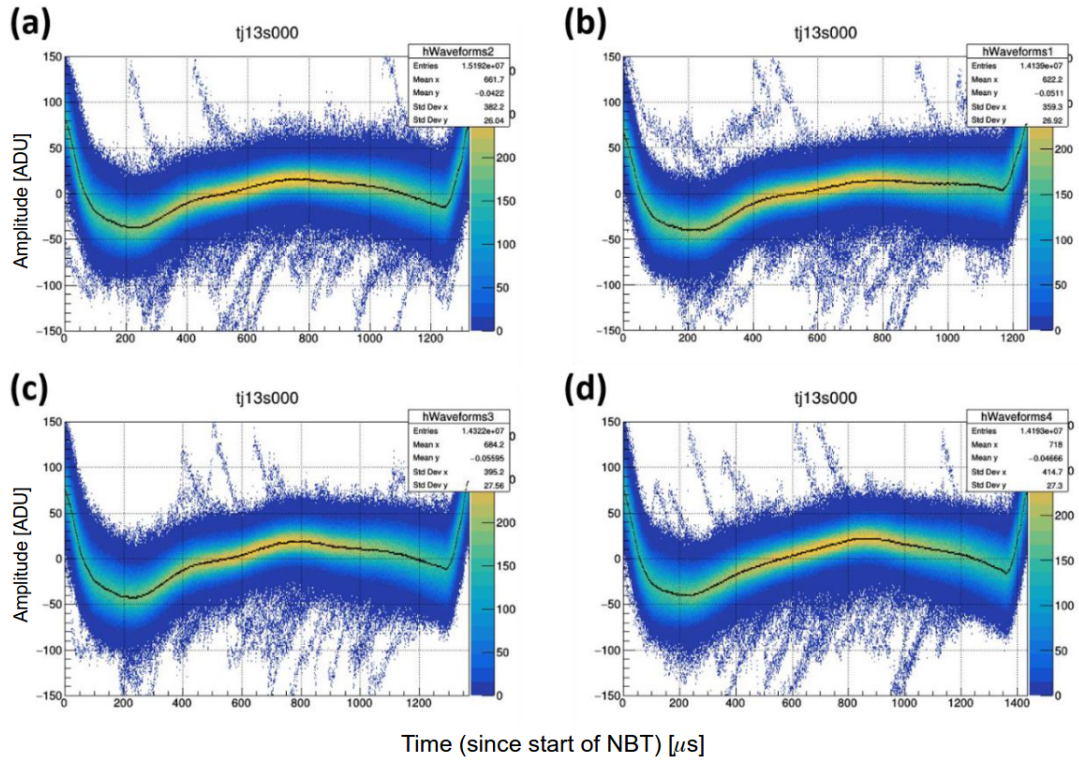 (a)
tj13s000
hWaveforms2
Entries 1.5192e+07
Mean x 661.7
Mean y −0.0422
Std Dev x 382.2
Std Dev y 26.04
150
100
50
0
−50
−100
−150
0 200 400 600 800 1000 1200
200
150
100
50
0
Amplitude [ADU]
(b)
tj13s000
hWaveforms1
Entries 1.4139e+07
Mean x 622.2
Mean y −0.0511
Std Dev x 359.3
Std Dev y 26.92
150
100
50
0
−50
−100
−150
0 200 400 600 800 1000 1200
200
150
100
50
0
(c)
tj13s000
hWaveforms3
Entries 1.4322e+07
Mean x 684.2
Mean y −0.05595
Std Dev x 395.2
Std Dev y 27.56
150
100
50
0
−50
−100
−150
0 200 400 600 800 1000 1200
200
150
100
50
0
Amplitude [ADU]
(d)
tj13s000
hWaveforms4
Entries 1.4193e+07
Mean x 718
Mean y −0.04666
Std Dev x 414.7
Std Dev y 27.3
150
100
50
0
−50
−100
−150
0 200 400 600 800 1000 1200 1400
200
150
100
50
0
Time (since start of NBT) [μs]